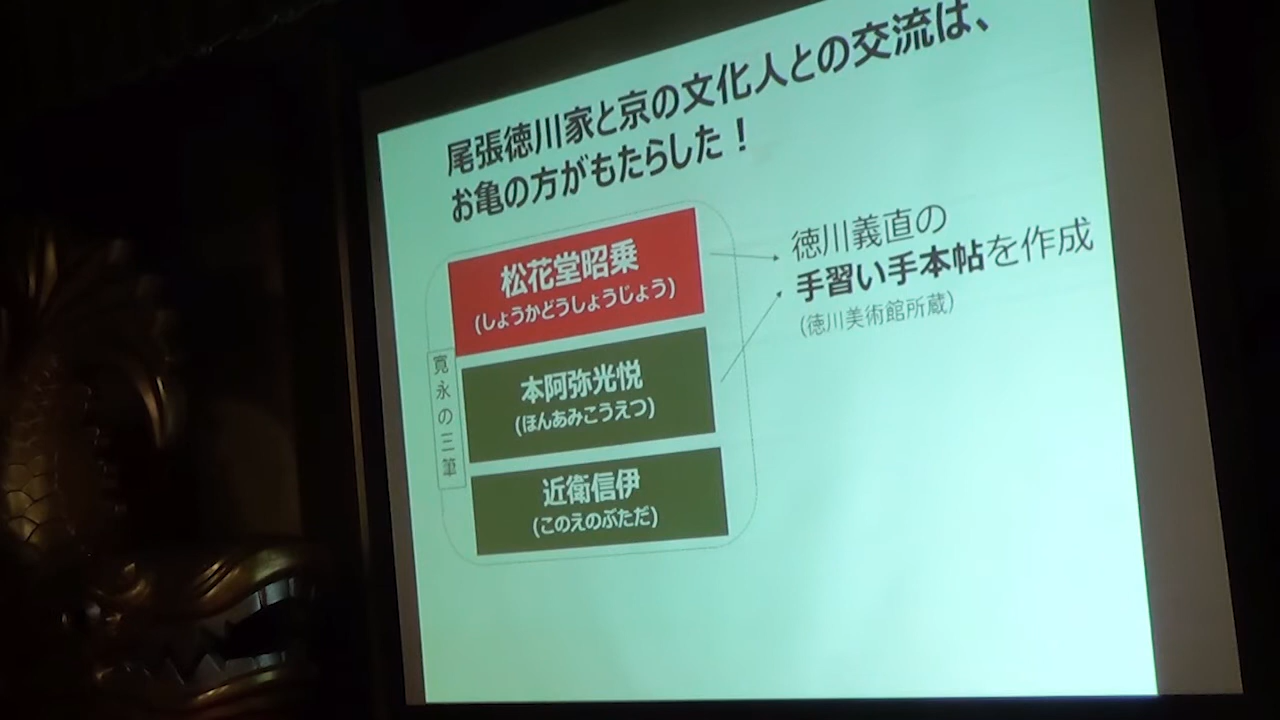 尾張徳川家と京の文化人との交流は、
お亀の方がもたらした！
松花堂昭乗
(しょうかどうしょうじょう)
本阿弥光悦
(ほんあみこうえつ)
近衛信伊
(このえのぶただ)
寛永の三筆
徳川義直の
手習い手本帖を作成
(徳川美術館所蔵)